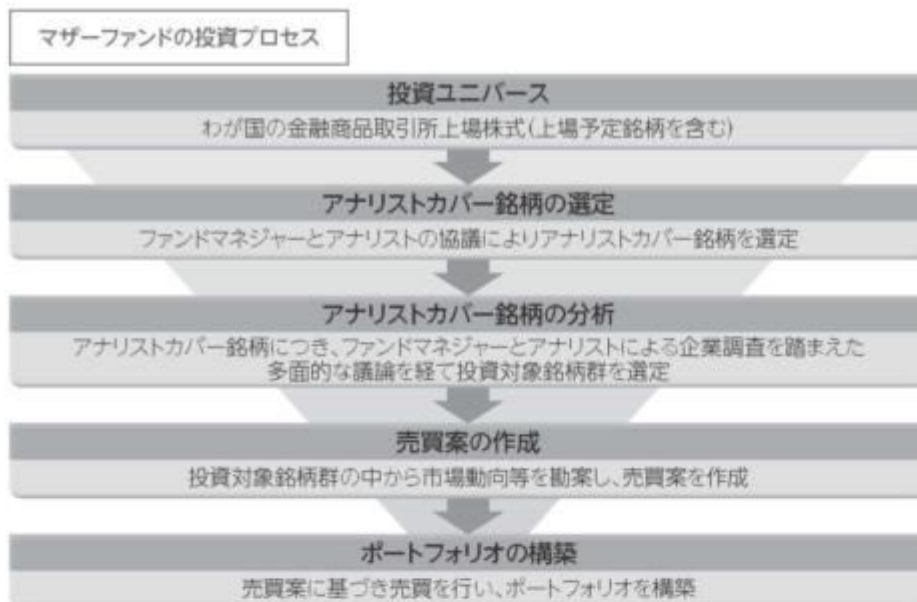 マザーファンドの投資プロセス
投資ユニバース
わが国の金融商品取引所上場株式(上場予定銘柄を含む)
アナリストカバー銘柄の選定
ファンドマネジャーとアナリストの協議によりアナリストカバー銘柄を選定
アナリストカバー銘柄の分析
アナリストカバー銘柄につき、ファンドマネジャーとアナリストによる企業調査を踏まえた
多面的な議論を経て投資対象銘柄群を選定
売買案の作成
投資対象銘柄群の中から市場動向等を勘案し、売買案を作成
ポートフォリオの構築
売買案に基づき売買を行い、ポートフォリオを構築